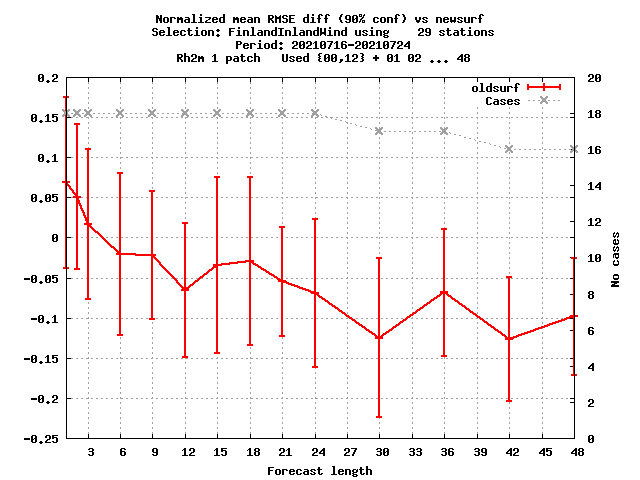 Normalized mean RMSE diff (90% conf) vs newsurf
Selection: FinlandInlandWind using    29 stations
Period: 20210716-20210724
Rh2m 1 patch   Used {00,12} + 01 02 ... 48
oldsurf
Cases
0.2
0.15
0.1
0.05
0
-0.05
-0.1
-0.15
-0.2
-0.25
20
18
16
14
12
10
8
6
4
2
0
No cases
3 6 9 12 15 18 21 24 27 30 33 36 39 42 45 48
Forecast length